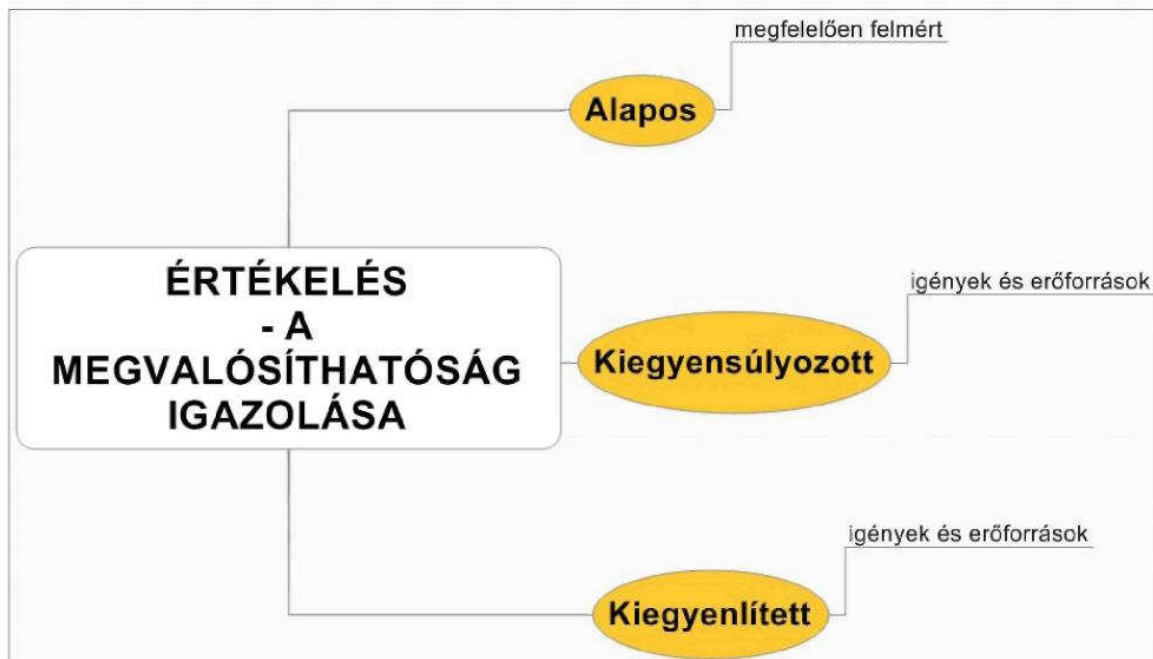 megfelelően felmért
Alapos
ÉRTÉKELÉS
- A
MEGVALÓSÍTHATÓSÁG
IGAZOLÁSA
igények és erőforrások
Kiegyensúlyozott
igények és erőforrások
Kiegyenlített